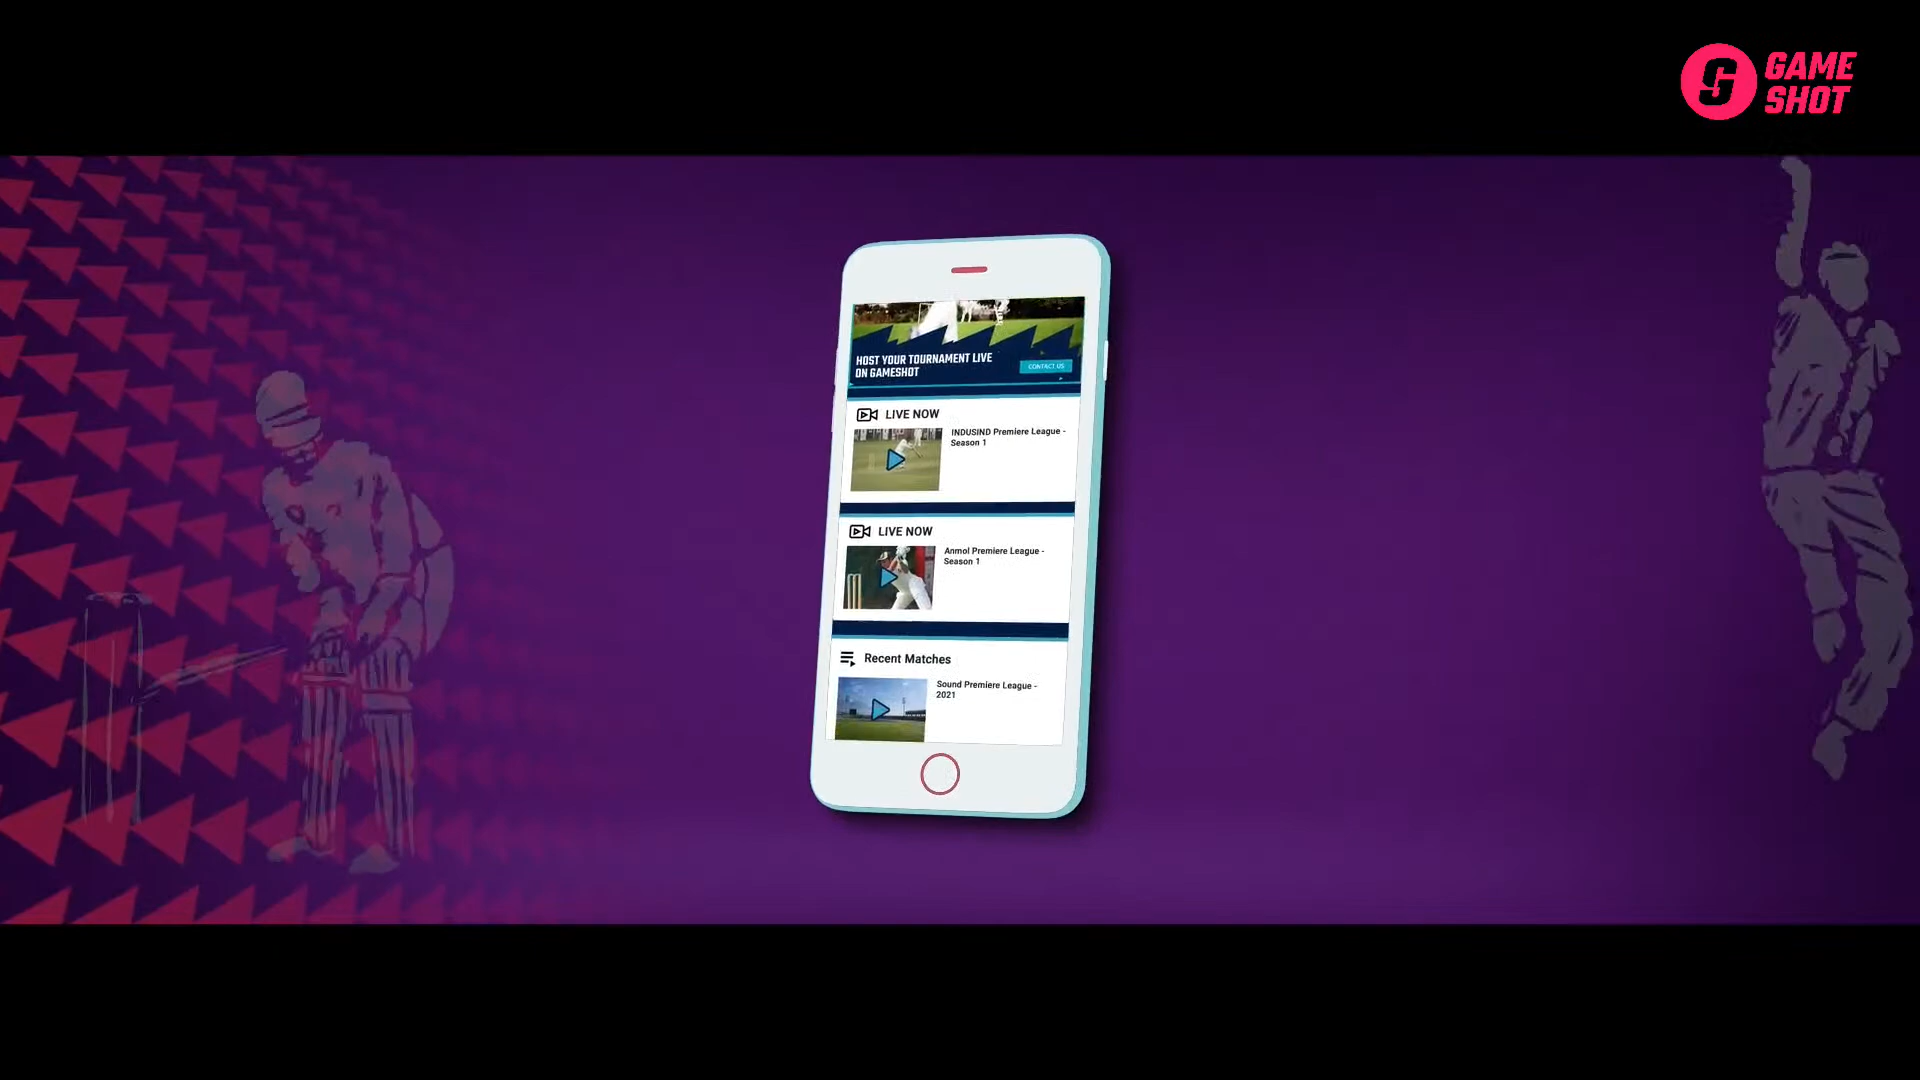 GAME
SHOT
HOST YOUR TOURNAMENT LIVE
ON GAMESHOT
CONTACT US
LIVE NOW
INDUSIND Premiere League -
Season 1
LIVE NOW
Anmol Premiere League -
Season 1
Recent Matches
Sound Premiere League -
2021